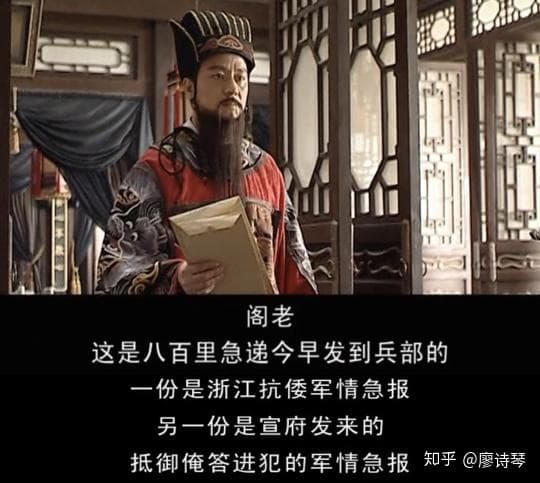 阁老
这是八百里急递今早发到兵部的
一份是浙江抗倭军情急报
另一份是宣府发来的
抵御俺答进犯的军情急报
知乎 @廖诗琴